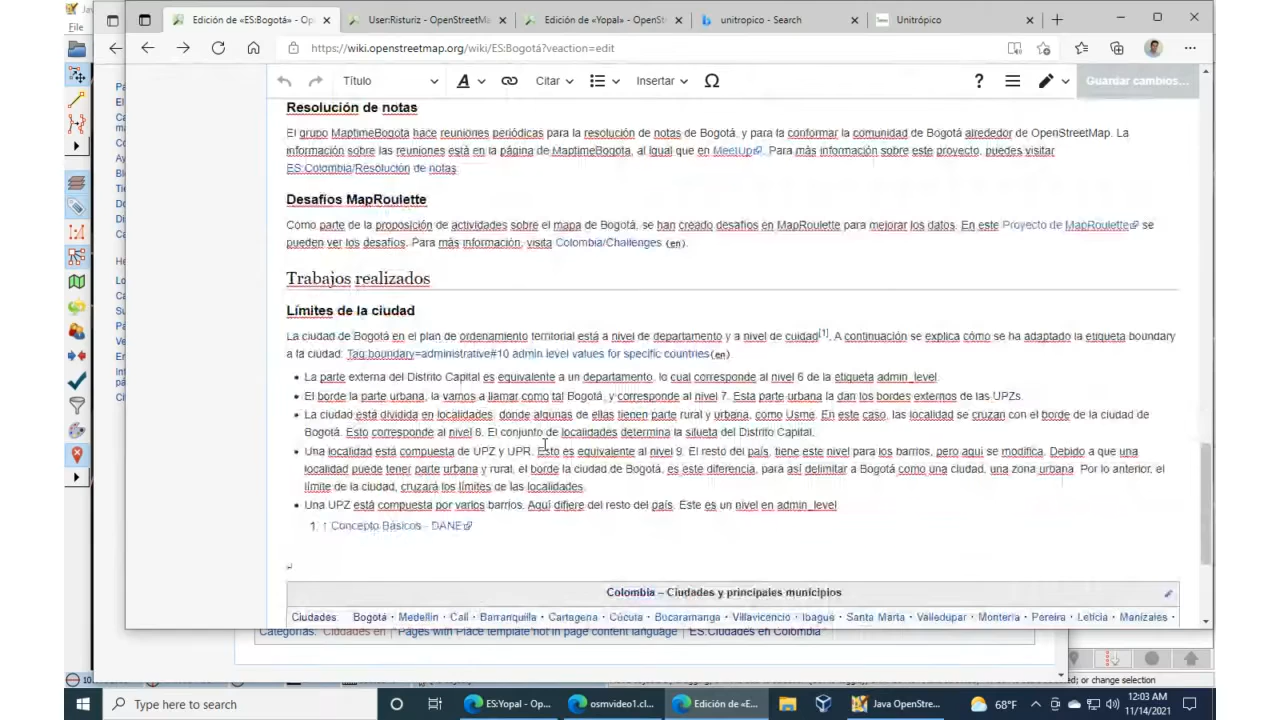 Java
File
Edición de «ES:Bogotá» - Open
User:Risturiz - OpenStreetMa
Edición de «Yopal» - OpenStr
unitropico - Search
Unitrópico
https://wiki.openstreetmap.org/wiki/ES:Bogotá?veaction=edit
Título
A
Citar
Insertar
Ω
?
Guardar cambios...
Resolución de notas
El grupo MaptimeBogota hace reuniones periódicas para la resolución de notas de Bogotá, y para la conformar la comunidad de Bogotá alrededor de OpenStreetMap. La
información sobre las reuniones está en la página de MaptimeBogota, al igual que en MeetUp. Para más información sobre este proyecto, puedes visitar
ES:Colombia/Resolución de notas.
Desafíos MapRoulette
Como parte de la proposición de actividades sobre el mapa de Bogotá, se han creado desafíos en MapRoulette para mejorar los datos. En este Proyecto de MapRoulette se
pueden ver los desafíos. Para más información, visita Colombia/Challenges (en).
Trabajos realizados
Límites de la ciudad
La ciudad de Bogotá en el plan de ordenamiento territorial está a nivel de departamento y a nivel de cuidad[1]. A continuación se explica cómo se ha adaptado la etiqueta boundary
a la ciudad: Tag:boundary=administrative#10 admin level values for specific countries(en)
• La parte externa del Distrito Capital es equivalente a un departamento, lo cual corresponde al nivel 6 de la etiqueta admin_level.
• El borde la parte urbana, la vamos a llamar como tal Bogotá, y corresponde al nivel 7. Esta parte urbana la dan los bordes externos de las UPZs.
• La ciudad está dividida en localidades, donde algunas de ellas tienen parte rural y urbana, como Usme. En este caso, las localidad se cruzan con el borde de la ciudad de
Bogotá. Esto corresponde al nivel 8. El conjunto de localidades determina la silueta del Distrito Capital.
• Una localidad está compuesta de UPZ y UPR. Esto es equivalente al nivel 9. El resto del país, tiene este nivel para los barrios, pero aquí se modifica. Debido a que una
localidad puede tener parte urbana y rural, el borde la ciudad de Bogotá, es este diferencia, para así delimitar a Bogotá como una ciudad, una zona urbana. Por lo anterior, el
límite de la ciudad, cruzará los límites de las localidades.
• Una UPZ está compuesta por varios barrios. Aquí difiere del resto del país. Este es un nivel en admin_level
1. ↑ Concepto Básicos - DANE
Colombia – Ciudades y principales municipios
Ciudades: Bogotá · Medellín · Cali · Barranquilla · Cartagena · Cúcuta · Bucaramanga · Villavicencio · Ibagué · Santa Marta · Valledupar · Montería · Pereira · Leticia · Manizales ·
Categorías: Ciudades en Pages with Place template not in page content language ES:Ciudades en Colombia
or change selection
Type here to search
ES:Yopal - Op...
osmvideo1.cl...
Edición de «E...
Java OpenStre...
68°F
12:03 AM
11/14/2021